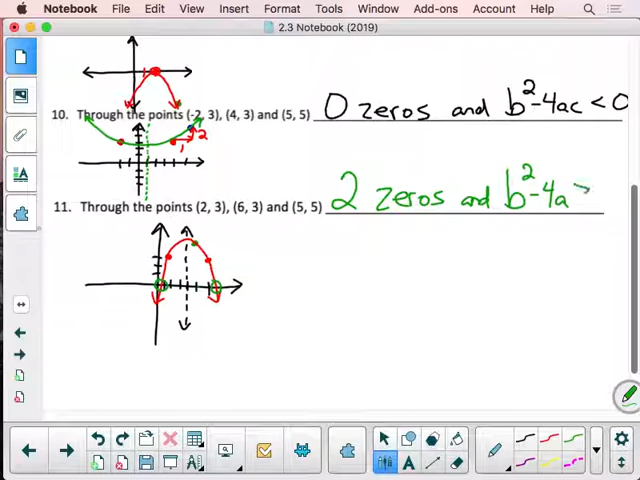 Notebook File Edit View Insert Format Tools Window Add-ons Account Help
2.3 Notebook (2019)
10. Through the points (-2, 3), (4, 3) and (5, 5)
0 zeros and b²-4ac < 0
1 2
11. Through the points (2, 3), (6, 3) and (5, 5)
2 zeros and b²-4a
A